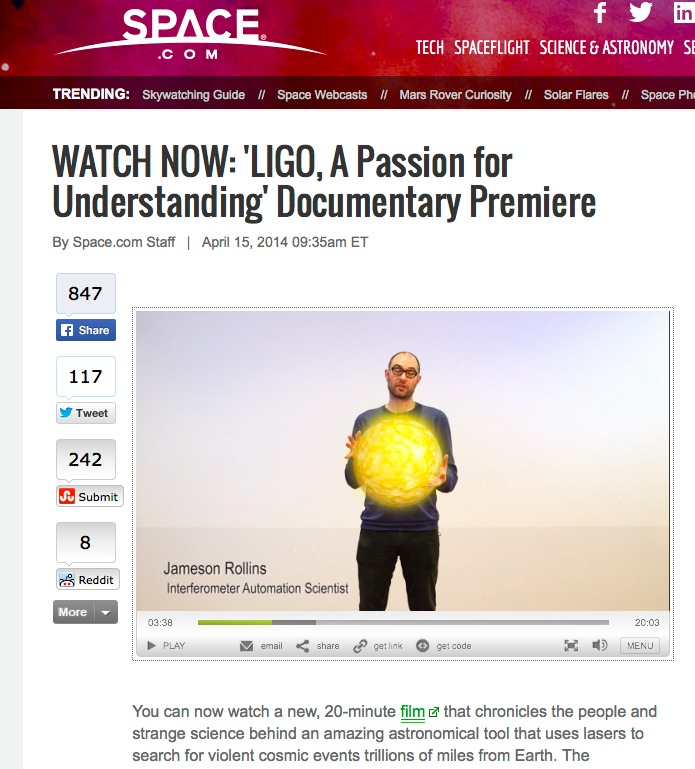 SPACE®
.COM
TECH SPACEFLIGHT SCIENCE & ASTRONOMY
TRENDING: Skywatching Guide // Space Webcasts // Mars Rover Curiosity // Solar Flares // Space
WATCH NOW: 'LIGO, A Passion for
Understanding' Documentary Premiere
By Space.com Staff | April 15, 2014 09:35am ET
847
Share
117
Tweet
242
Submit
8
Reddit
More
Jameson Rollins
Interferometer Automation Scientist
03:38 20:03
PLAY email share get link get code MENU
You can now watch a new, 20-minute film that chronicles the people and
strange science behind an amazing astronomical tool that uses lasers to
search for violent cosmic events trillions of miles from Earth. The